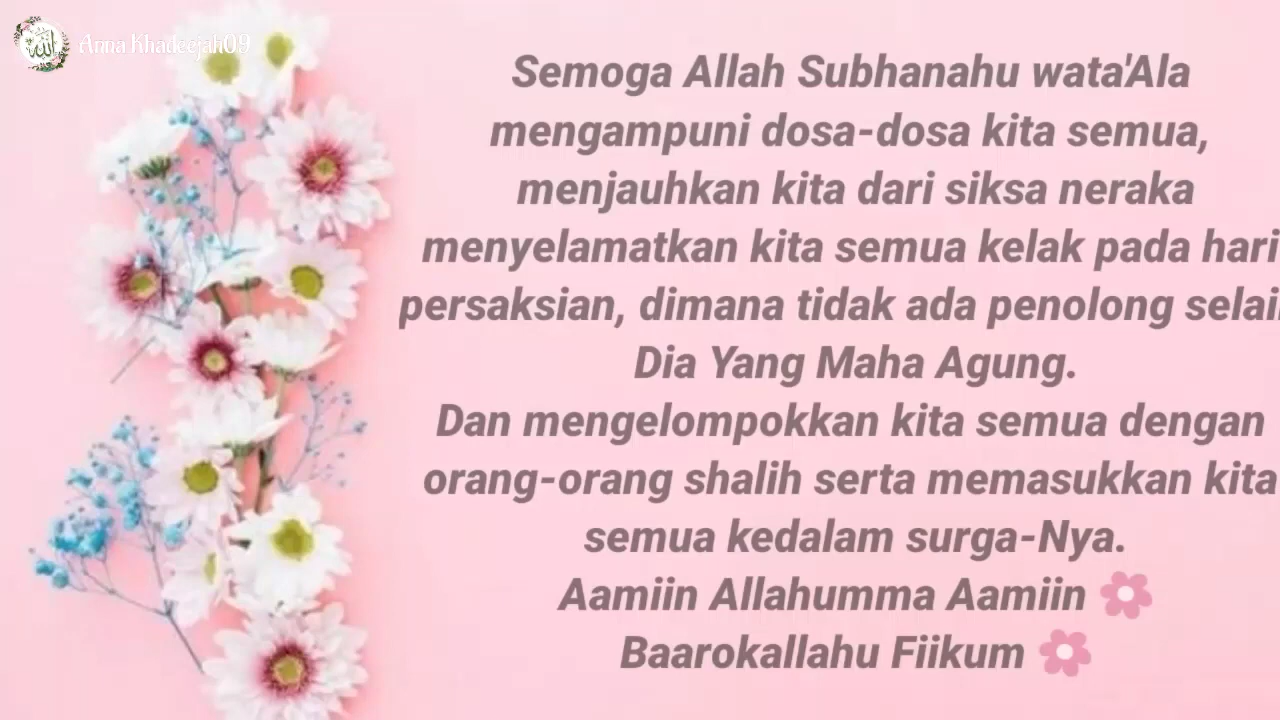 Anna Khadeejah09
Semoga Allah Subhanahu wata'Ala
mengampuni dosa-dosa kita semua,
menjauhkan kita dari siksa neraka
menyelamatkan kita semua kelak pada hari
persaksian, dimana tidak ada penolong selain
Dia Yang Maha Agung.
Dan mengelompokkan kita semua dengan
orang-orang shalih serta memasukkan kita
semua kedalam surga-Nya.
Aamiin Allahumma Aamiin
Baarokallahu Fiikum